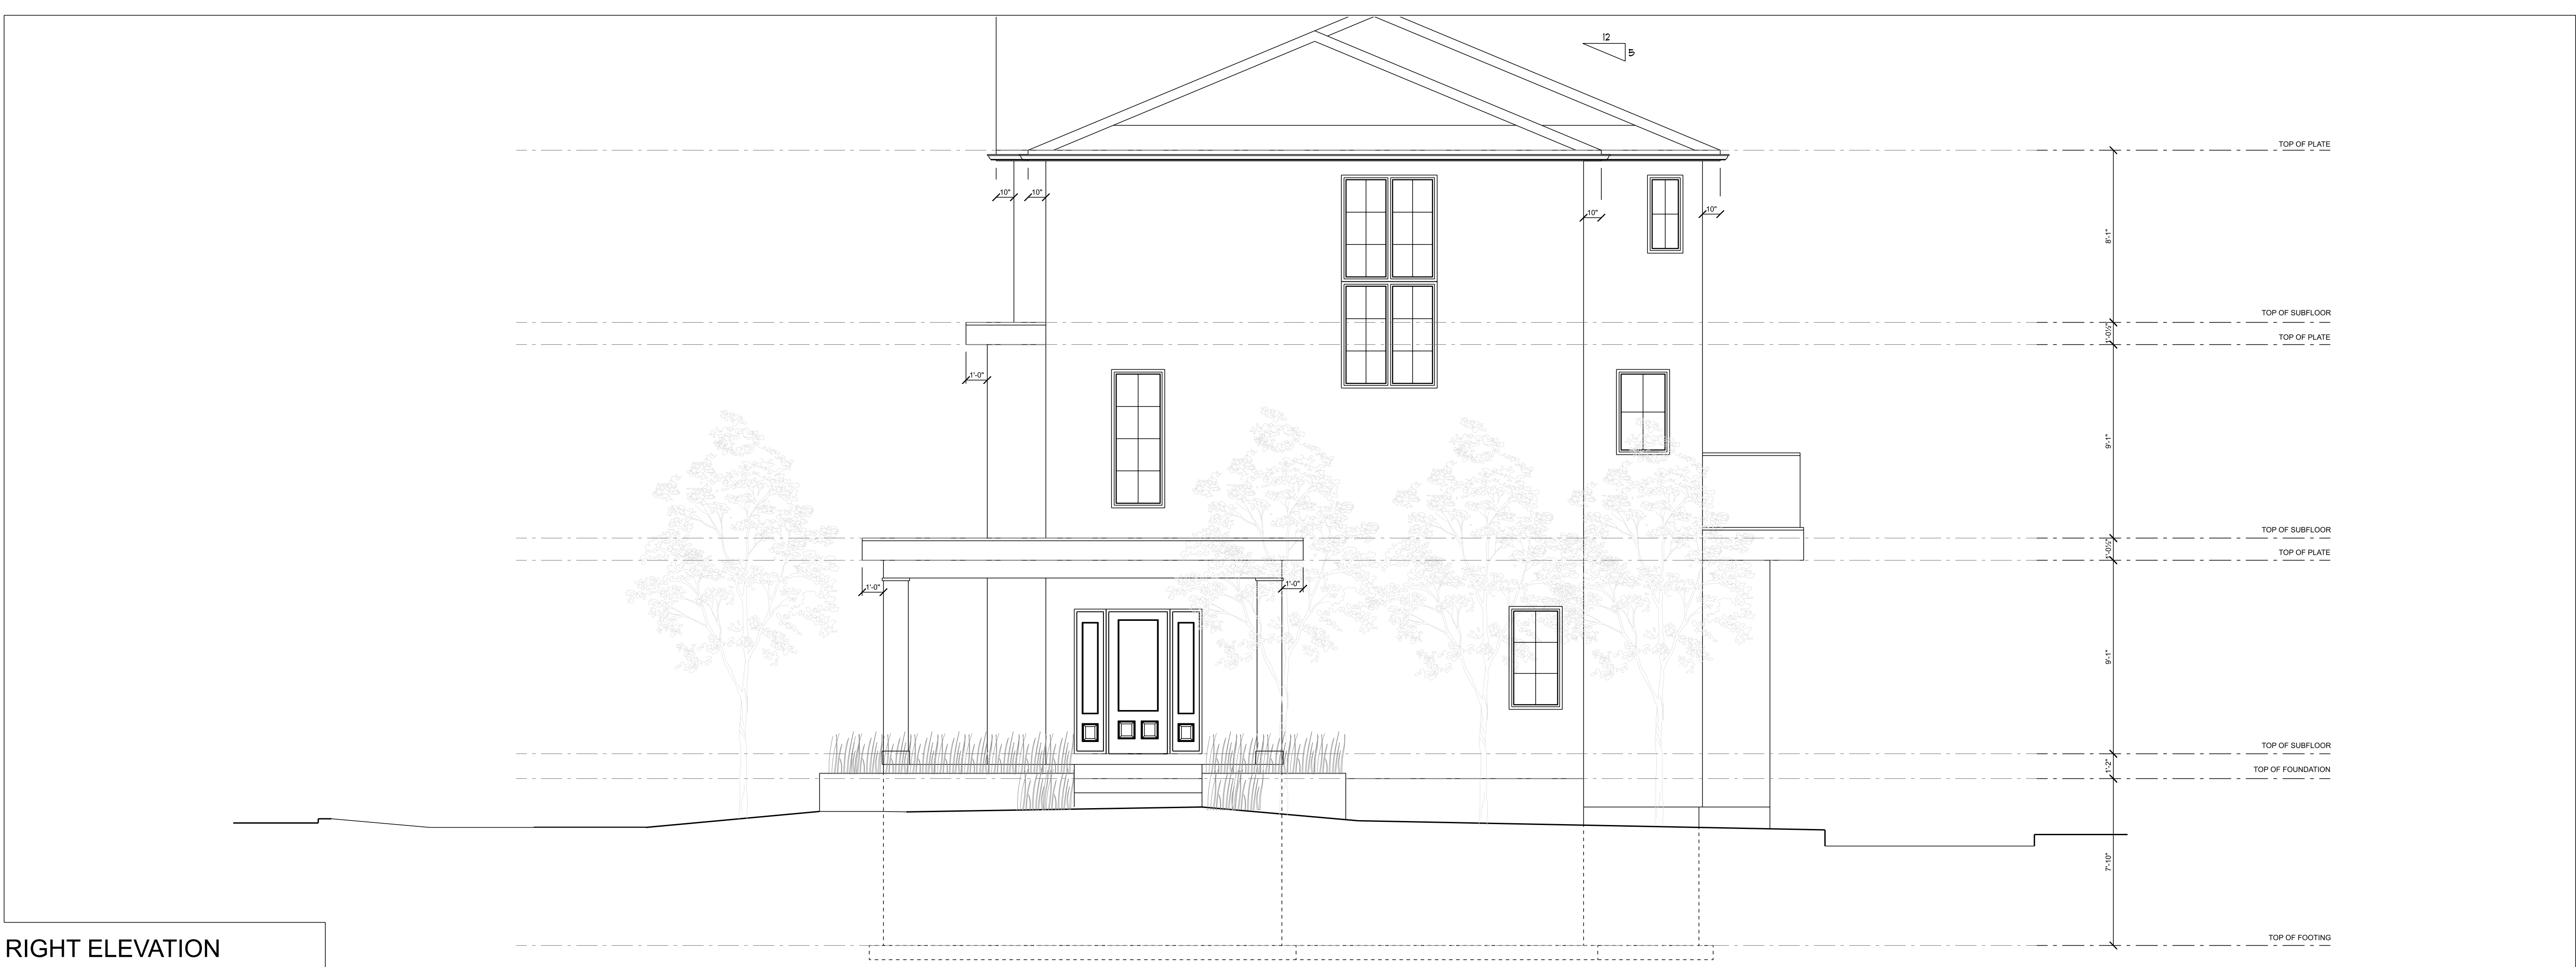 12
5
TOP OF PLATE
10"
10"
10"
10"
8'-1"
TOP OF SUBFLOOR
1'-0½"
TOP OF PLATE
1'-0"
9'-1"
TOP OF SUBFLOOR
1'-0½"
TOP OF PLATE
1'-0"
1'-0"
9'-1"
TOP OF SUBFLOOR
1'-2"
TOP OF FOUNDATION
7'-10"
TOP OF FOOTING
RIGHT ELEVATION